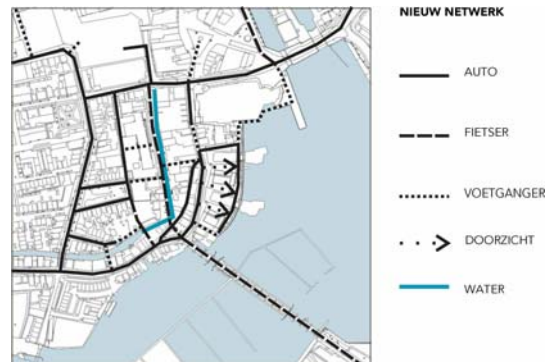 NIEUW NETWERK
AUTO
FIETSER
VOETGANGER
DOORZICHT
WATER